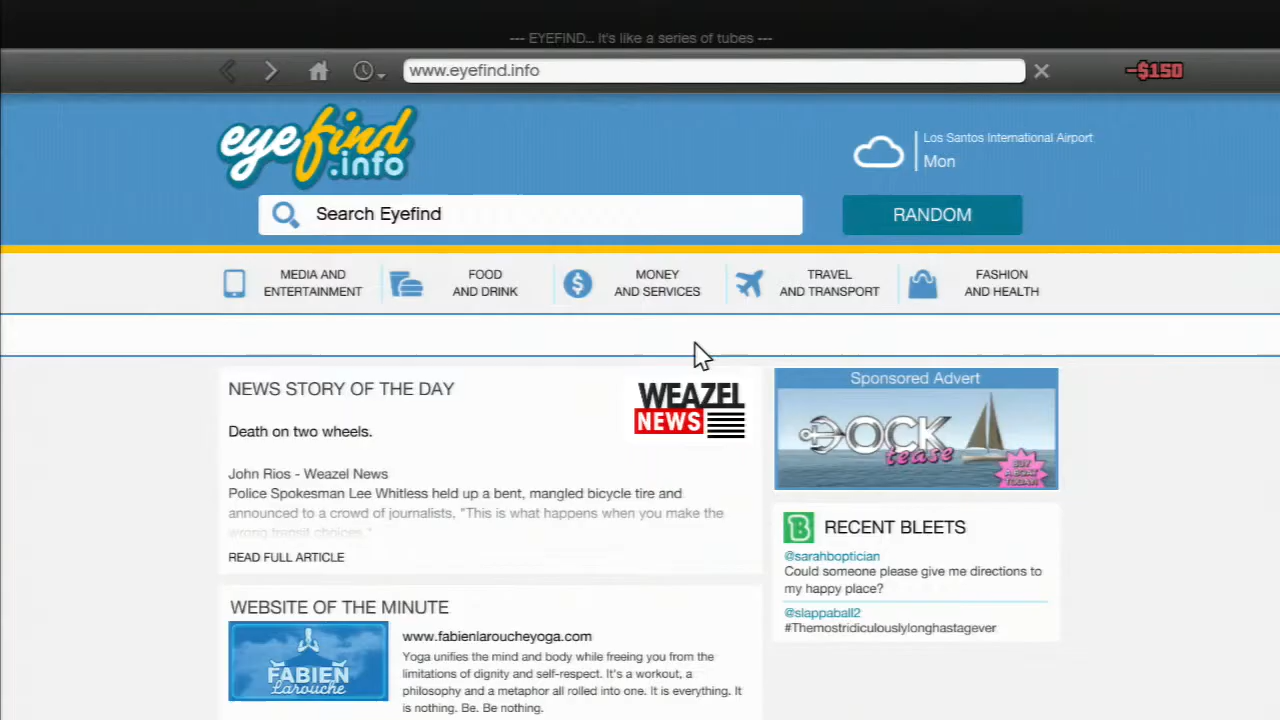 --- EYEFIND... It's like a series of tubes ---
www.eyefind.info
-$150
eyefind
.info
Los Santos International Airport
Mon
Search Eyefind
RANDOM
MEDIA AND
ENTERTAINMENT
FOOD
AND DRINK
MONEY
AND SERVICES
TRAVEL
AND TRANSPORT
FASHION
AND HEALTH
NEWS STORY OF THE DAY
WEAZEL
NEWS
Death on two wheels.
John Rios - Weazel News
Police Spokesman Lee Whitless held up a bent, mangled bicycle tire and
announced to a crowd of journalists, "This is what happens when you make the
wrong transit choices."
READ FULL ARTICLE
WEBSITE OF THE MINUTE
FABIEN
Larouche
www.fabienlaroucheyoga.com
Yoga unifies the mind and body while freeing you from the
limitations of dignity and self-respect. It's a workout, a
philosophy and a metaphor all rolled into one. It is everything. It
is nothing. Be. Be nothing.
Sponsored Advert
DOCK
tease
BUY
A BOAT
TODAY!
B
RECENT BLEETS
@sarahboptician
Could someone please give me directions to
my happy place?
@slappaball2
#Themostridiculouslylonghastagever